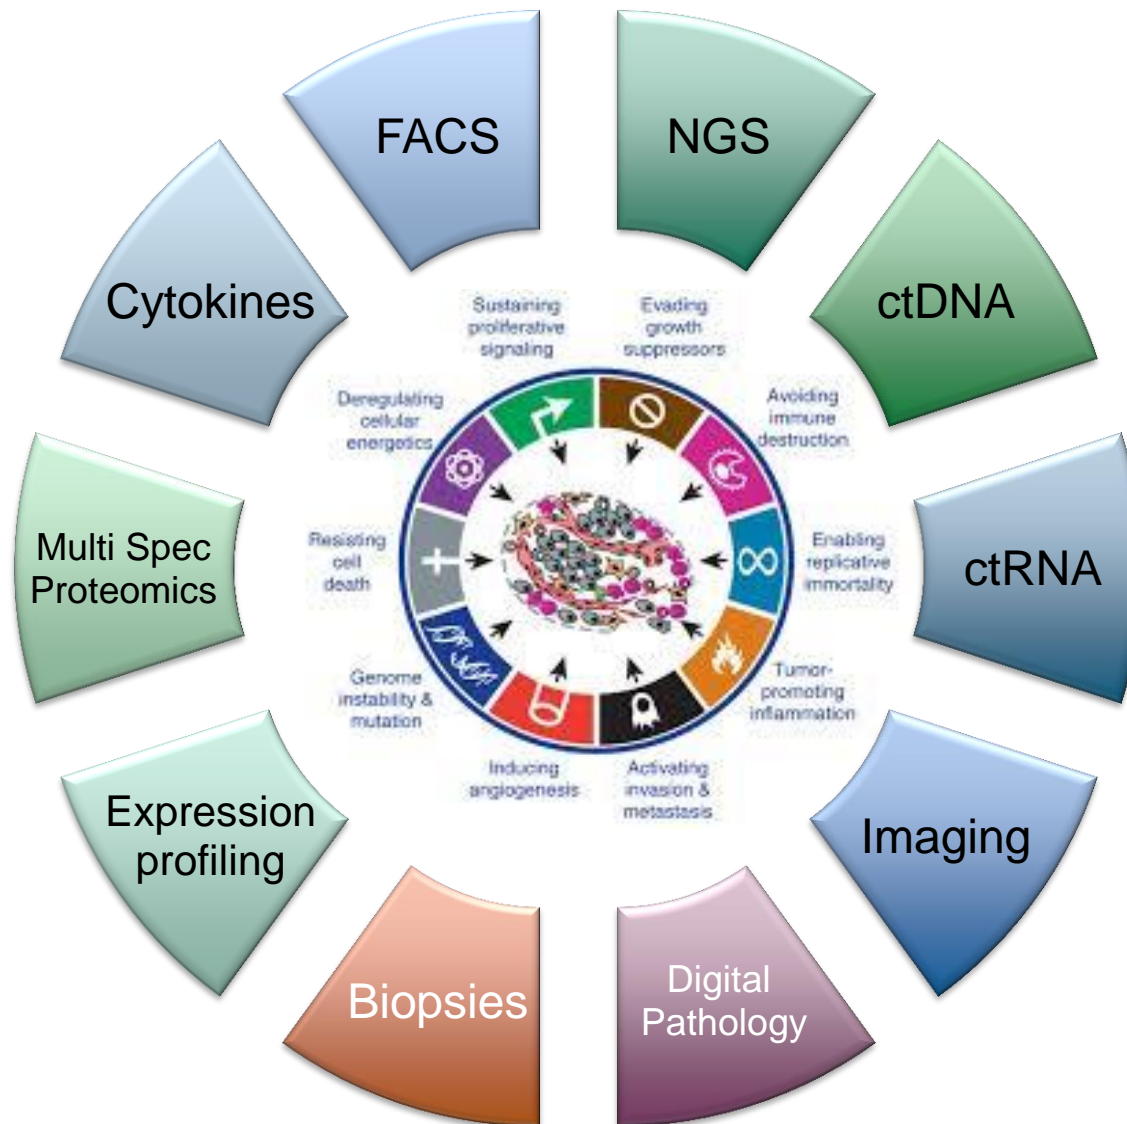 FACS
NGS
Cytokines
ctDNA
Multi Spec
Proteomics
ctRNA
Expression
profiling
Imaging
Biopsies
Digital
Pathology
Sustaining
proliferative
signaling
Evading
growth
suppressors
Deregulating
cellular
energetics
Avoiding
immune
destruction
Resisting
cell
death
Enabling
replicative
immortality
Genome
instability &
mutation
Tumor-
promoting
inflammation
Inducing
angiogenesis
Activating
invasion &
metastasis